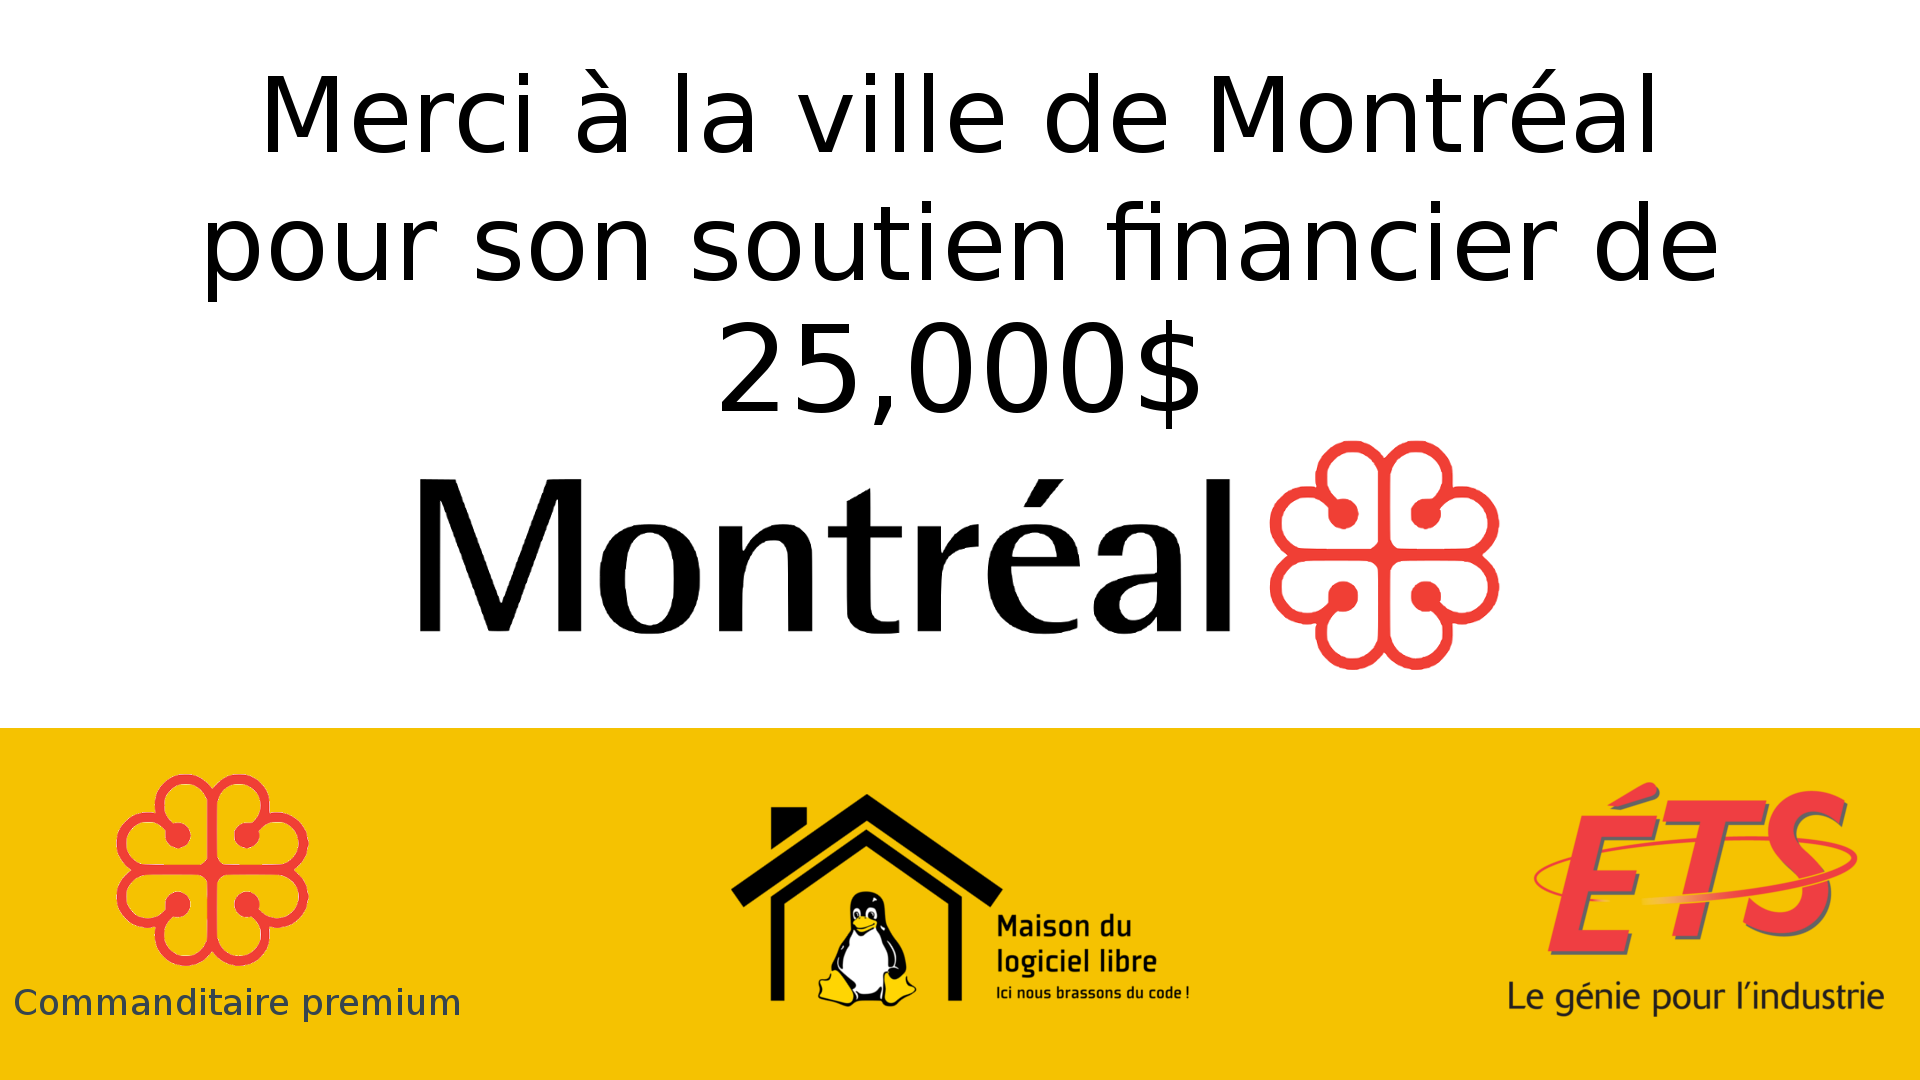 Merci à la ville de Montréal
pour son soutien financier de
25,000$
Montréal
Commanditaire premium
Maison du
logiciel libre
Ici nous brassons du code !
ÉTS
Le génie pour l'industrie